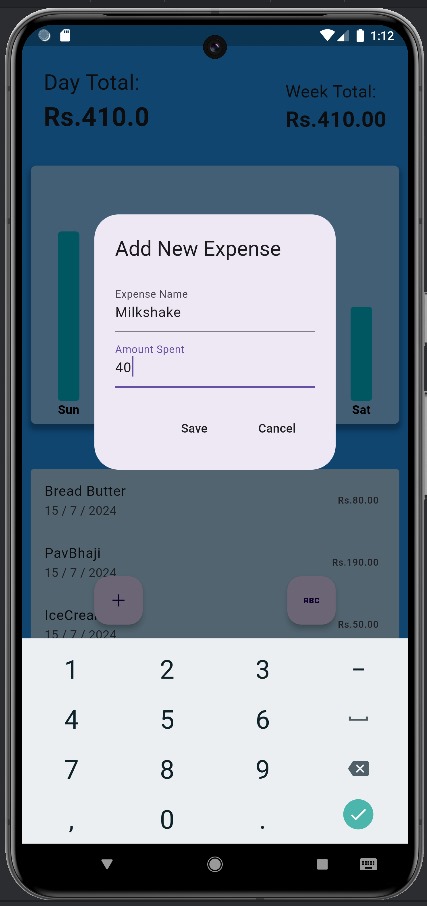 1:12
Day Total:
Week Total:
Rs.410.0
Rs.410.00
Add New Expense
Expense Name
Milkshake
Amount Spent
40
Save
Cancel
Sun
Sat
Bread Butter
15 / 7 / 2024
Rs.80.00
PavBhaji
15 / 7 / 2024
Rs.190.00
IceCrea
15 / 7 / 2024
Rs.50.00
+
RBC
1 2 3 −
4 5 6
7 8 9
, 0 .